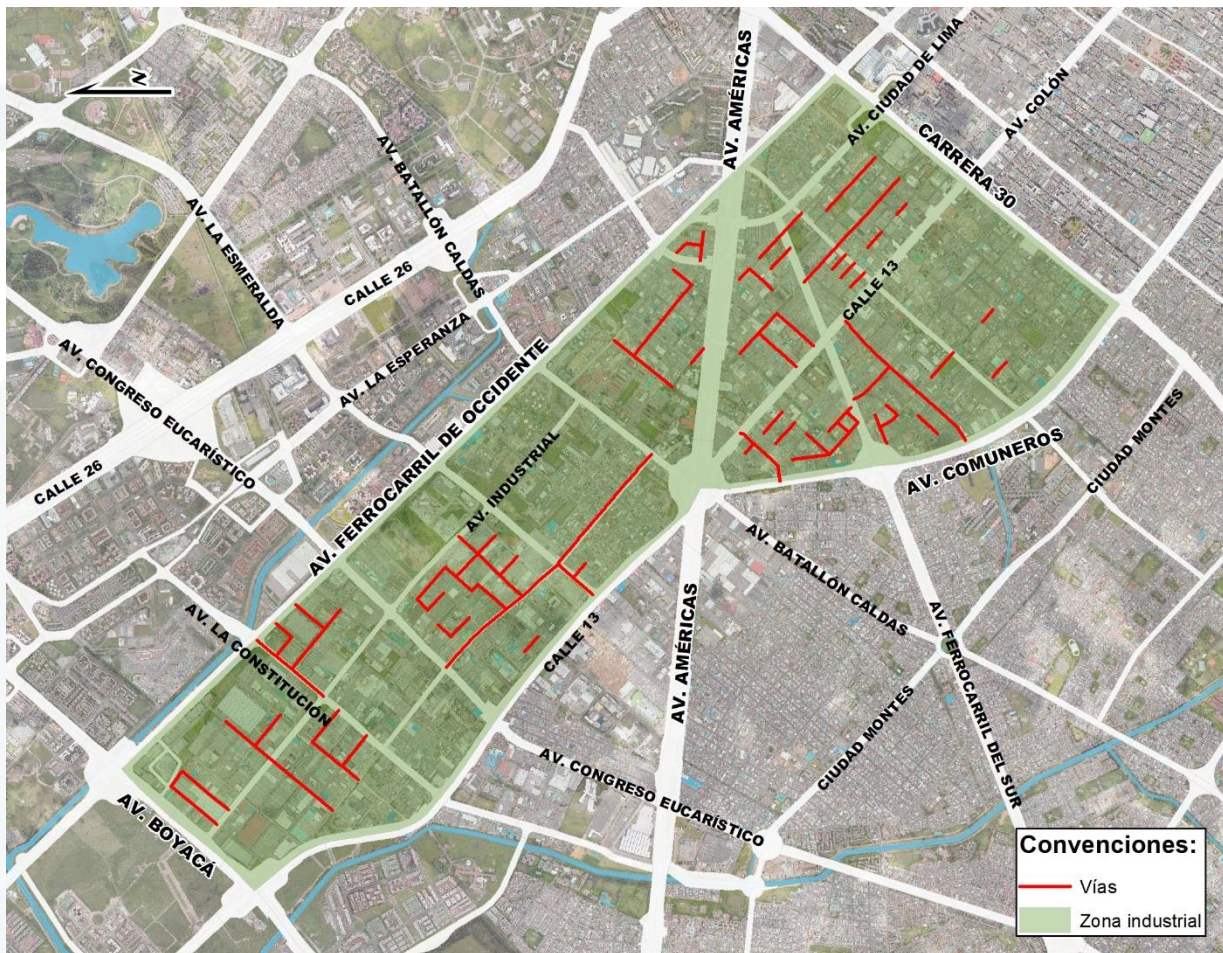 N
AV. AMÉRICAS
AV. CIUDAD DE LIMA
AV. COLÓN
CARRERA 30
AV. BATALLÓN CALDAS
AV. LA ESMERALDA
CALLE 26
CALLE 13
AV. LA ESPERANZA
AV. CONGRESO EUCARÍSTICO
AV. FERROCARRIL DE OCCIDENTE
CALLE 26
AV. INDUSTRIAL
CIUDAD MONTES
AV. COMUNEROS
AV. BATALLÓN CALDAS
AV. LA CONSTITUCIÓN
CALLE 13
AV. AMÉRICAS
AV. FERROCARRIL DEL SUR
CIUDAD MONTES
AV. CONGRESO EUCARÍSTICO
AV. BOYACÁ
Convenciones:
Vías
Zona industrial